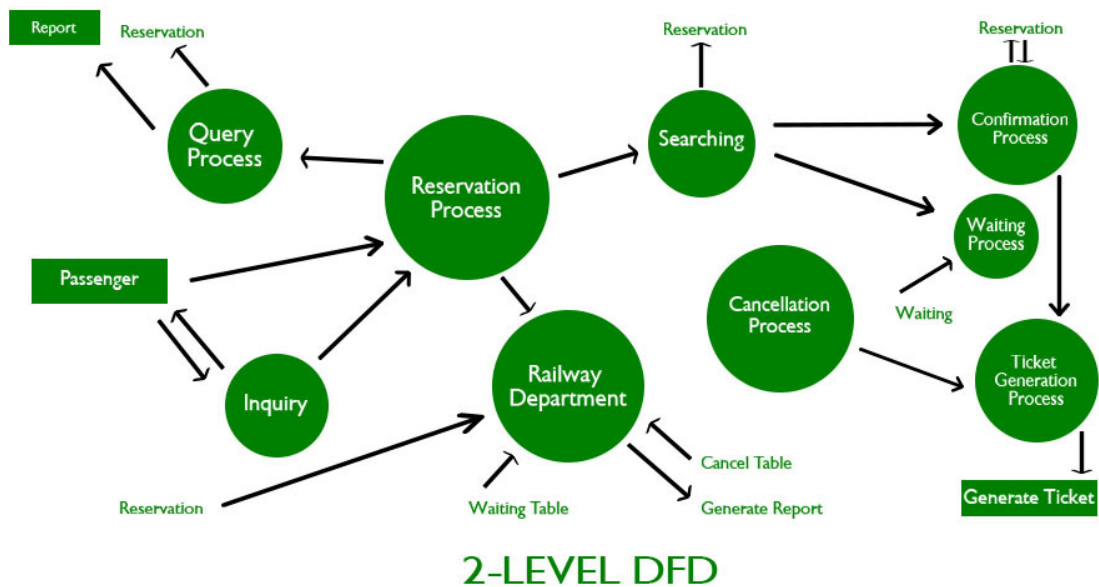 Report
Reservation
Reservation
Reservation
Query
Process
Searching
Confirmation
Process
Reservation
Process
Waiting
Process
Passenger
Cancellation
Process
Waiting
Inquiry
Railway
Department
Ticket
Generation
Process
Cancel Table
Reservation
Waiting Table
Generate Report
Generate Ticket
2-LEVEL DFD